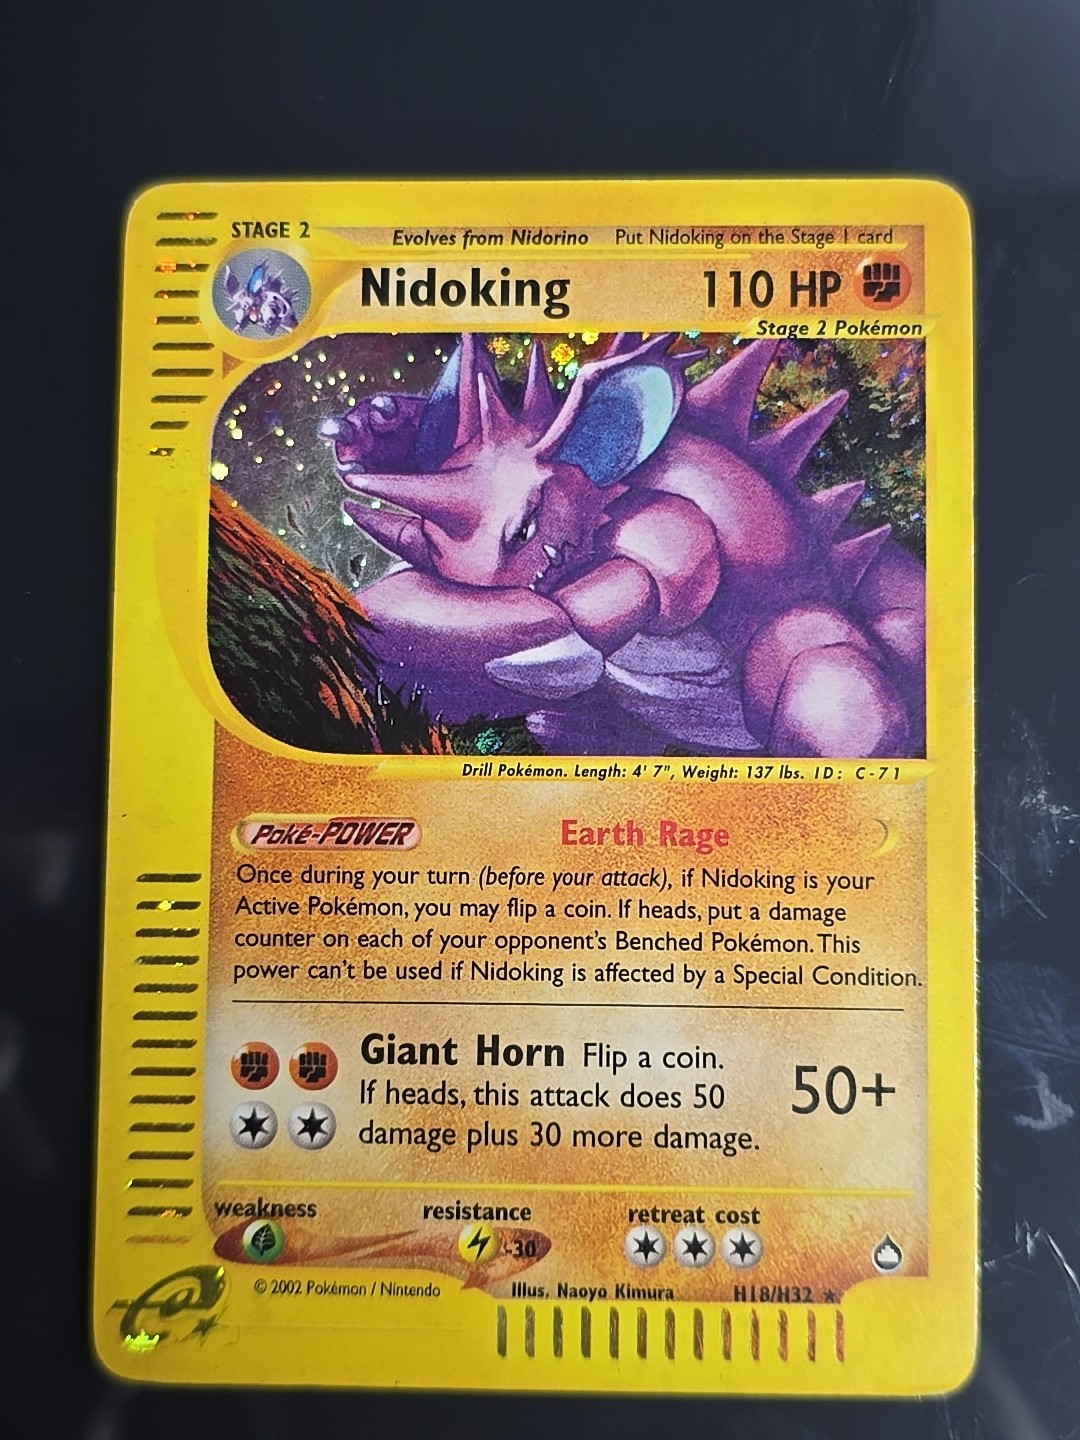 STAGE 2
Evolves from Nidorino Put Nidoking on the Stage 1 card
Nidoking 110 HP
Stage 2 Pokémon
Drill Pokémon. Length: 4' 7", Weight: 137 lbs. ID: C-71
Poké-POWER Earth Rage
Once during your turn (before your attack), if Nidoking is your
Active Pokémon, you may flip a coin. If heads, put a damage
counter on each of your opponent's Benched Pokémon. This
power can't be used if Nidoking is affected by a Special Condition.
Giant Horn Flip a coin.
If heads, this attack does 50
damage plus 30 more damage.
50+
weakness resistance retreat cost
-30
© 2002 Pokémon / Nintendo Illus. Naoyo Kimura H18/H32
e